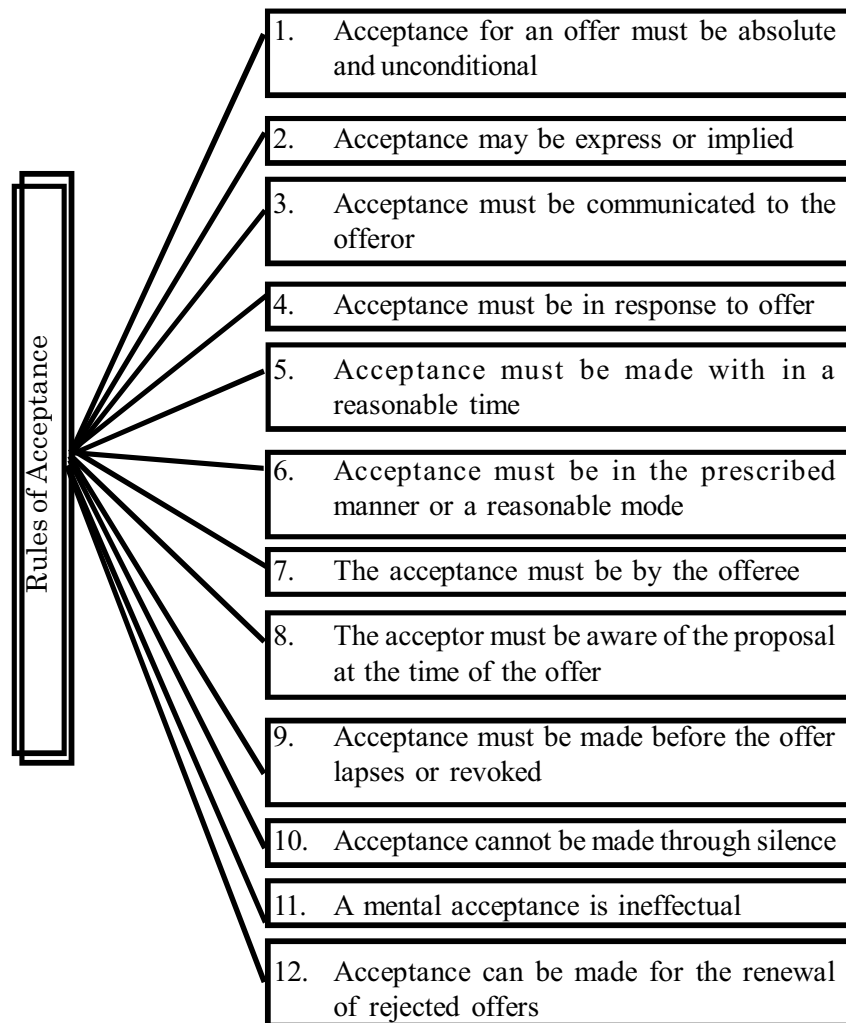 Rules of Acceptance
1. Acceptance for an offer must be absolute
and unconditional
2. Acceptance may be express or implied
3. Acceptance must be communicated to the
offeror
4. Acceptance must be in response to offer
5. Acceptance must be made with in a
reasonable time
6. Acceptance must be in the prescribed
manner or a reasonable mode
7. The acceptance must be by the offeree
8. The acceptor must be aware of the proposal
at the time of the offer
9. Acceptance must be made before the offer
lapses or revoked
10. Acceptance cannot be made through silence
11. A mental acceptance is ineffectual
12. Acceptance can be made for the renewal
of rejected offers